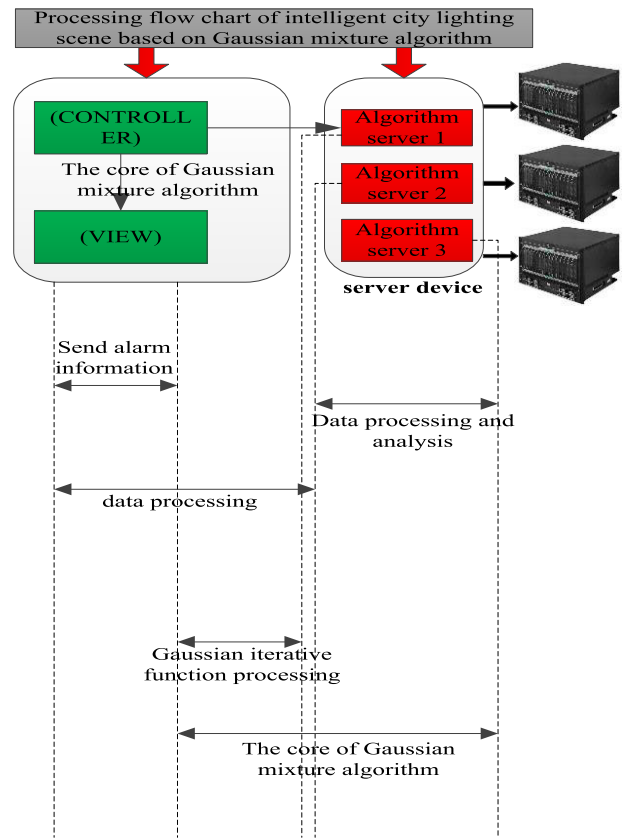 Processing flow chart of intelligent city lighting
scene based on Gaussian mixture algorithm
(CONTROLL
ER)
The core of Gaussian
mixture algorithm
(VIEW)
Algorithm
server 1
Algorithm
server 2
Algorithm
server 3
server device
Send alarm
information
Data processing and
analysis
data processing
Gaussian iterative
function processing
The core of Gaussian
mixture algorithm